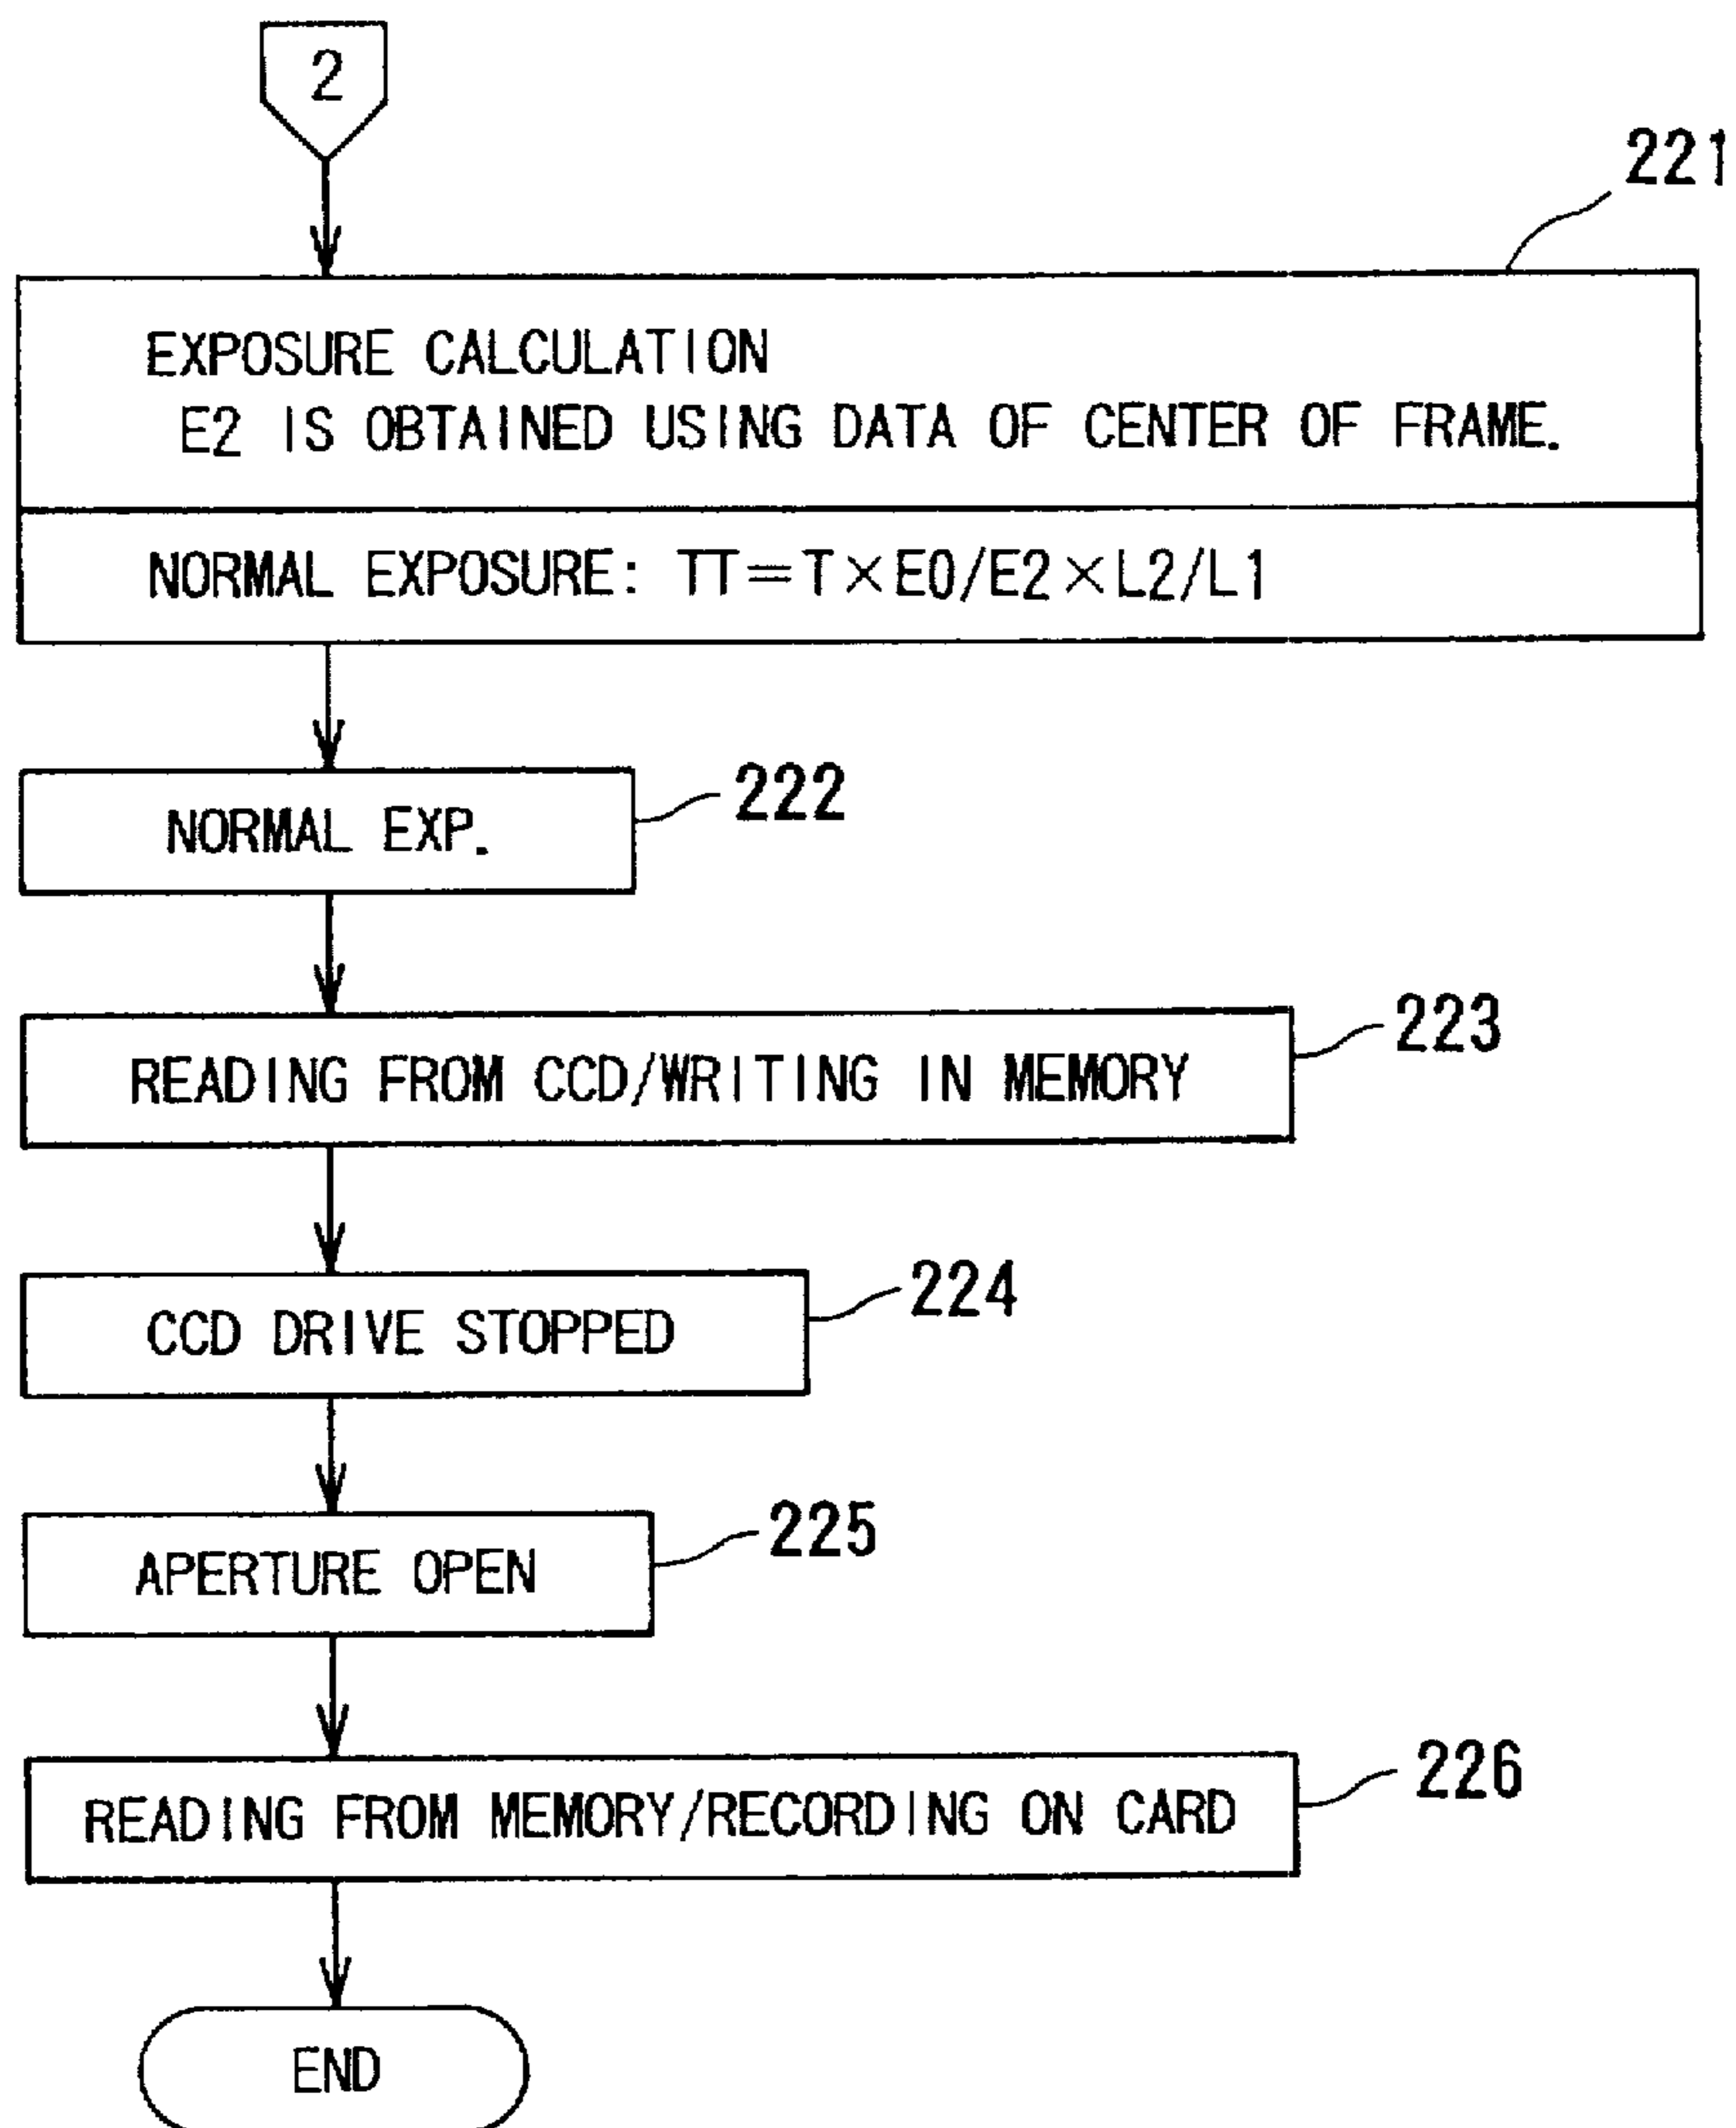 2
221
EXPOSURE CALCULATION
E2 IS OBTAINED USING DATA OF CENTER OF FRAME.
NORMAL EXPOSURE: TT=T×E0/E2×L2/L1
222
NORMAL EXP.
223
READING FROM CCD/WRITING IN MEMORY
224
CCD DRIVE STOPPED
225
APERTURE OPEN
226
READING FROM MEMORY/RECORDING ON CARD
END